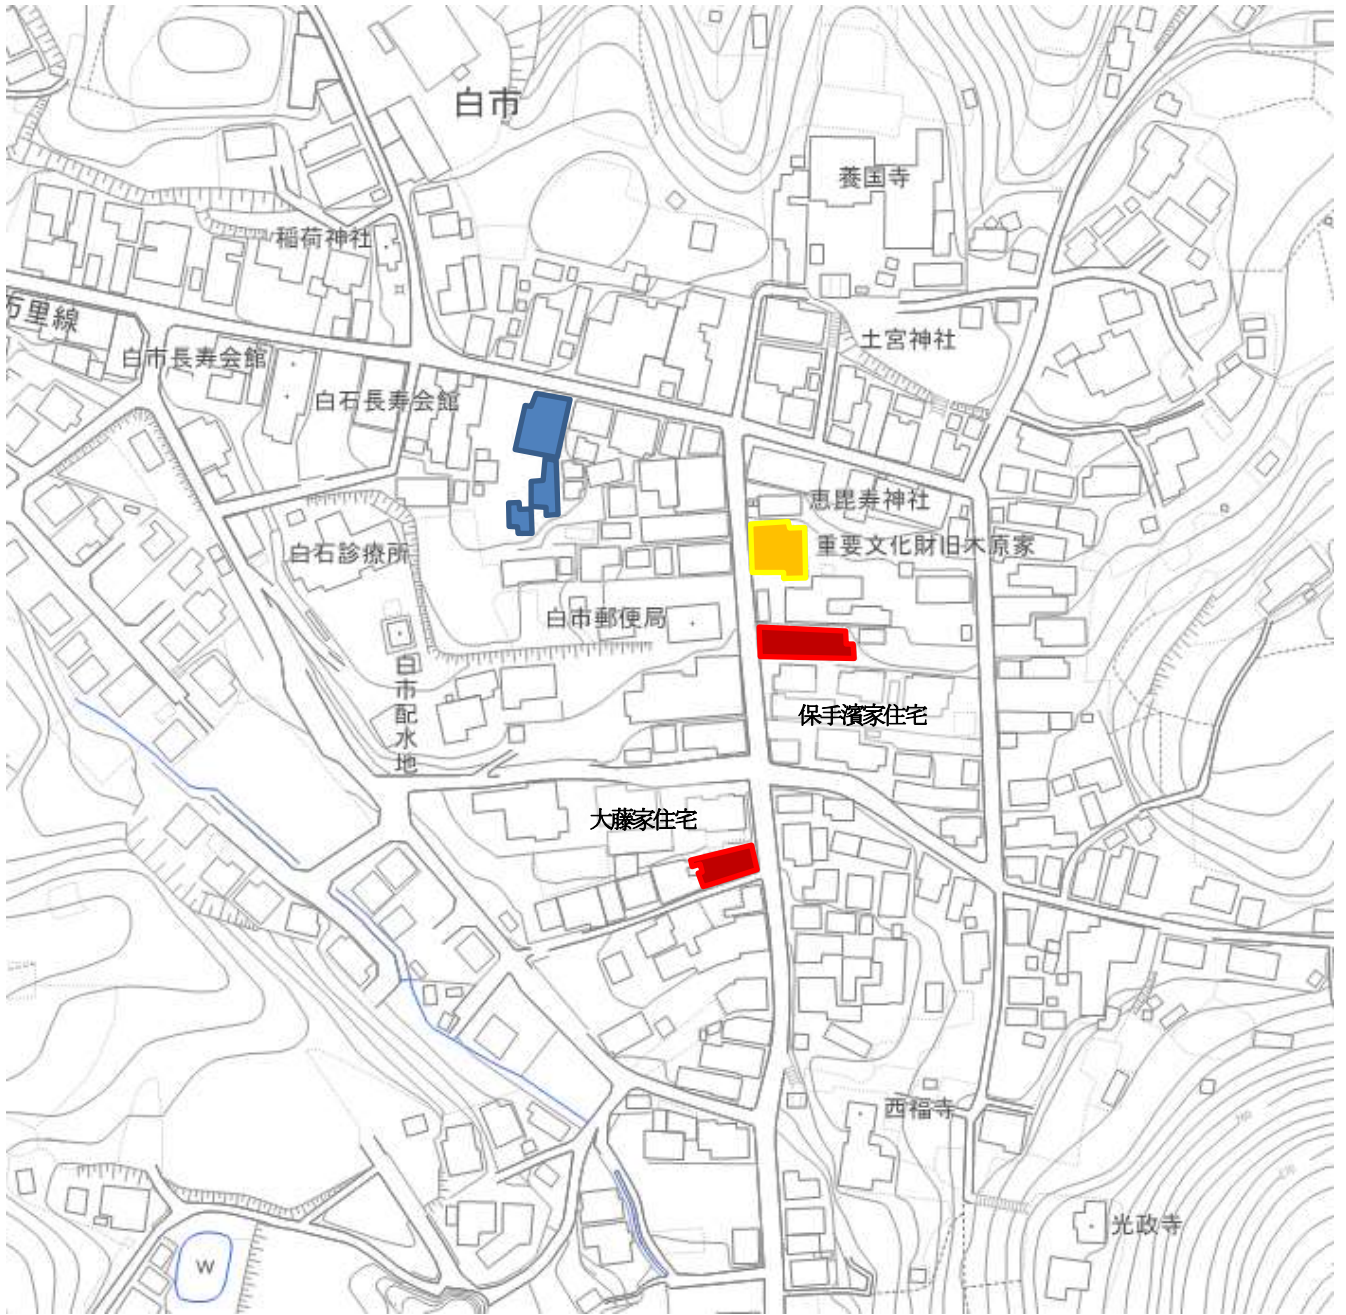 白市
養国寺
稲荷神社
万里線
土宮神社
白市長寿会館
白石長寿会館
恵毘寿神社
重要文化財旧木原家
白石診療所
白市郵便局
白市配水地
保手濱家住宅
大藤家住宅
西福寺
光政寺
W